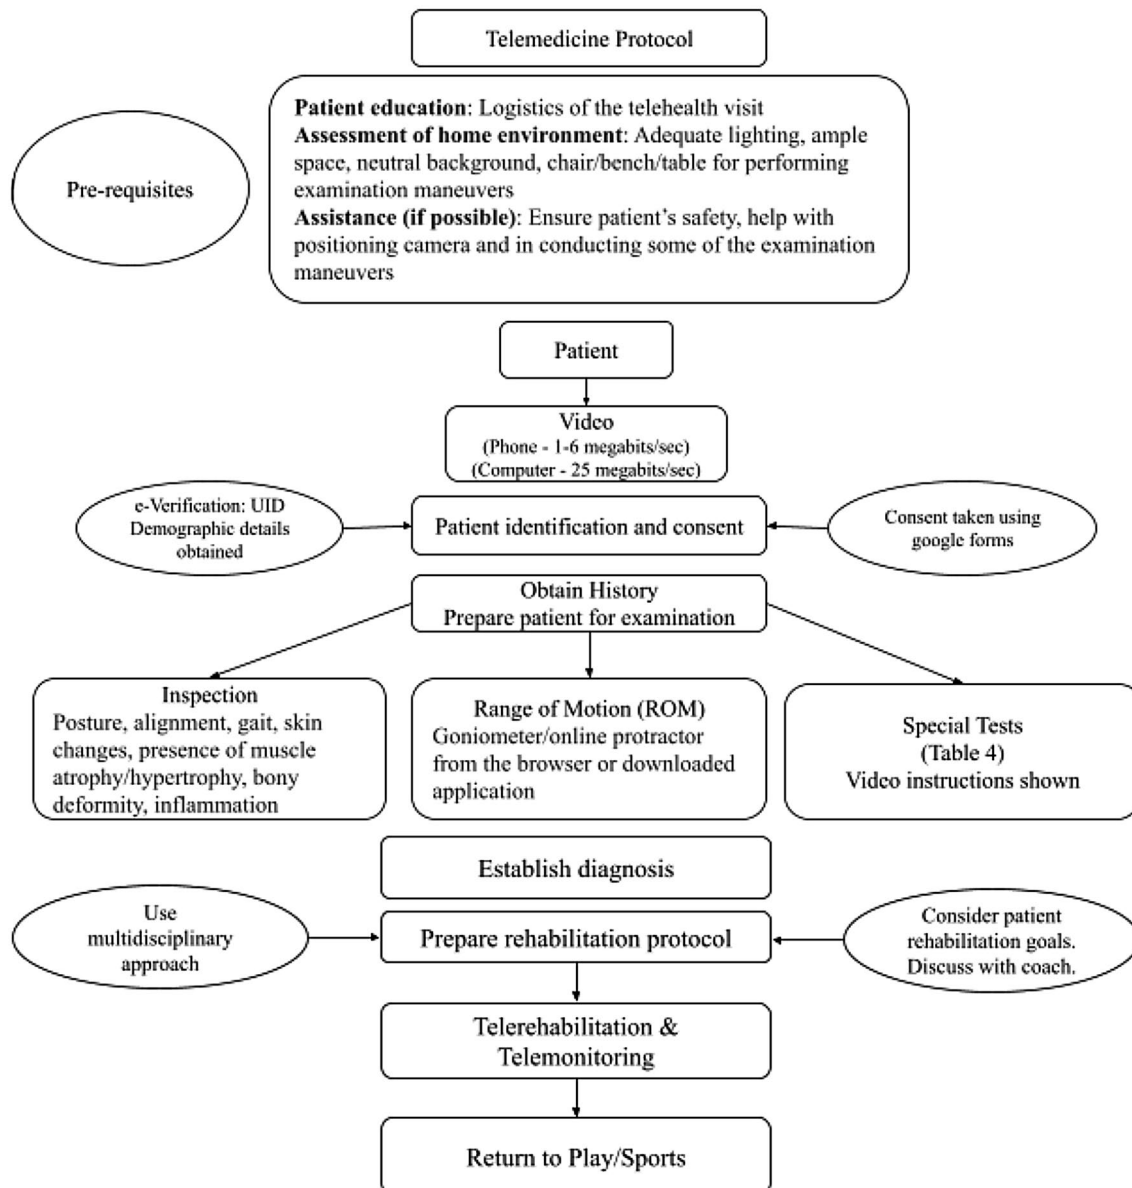 Telemedicine Protocol
Pre-requisites
Patient education: Logistics of the telehealth visit
Assessment of home environment: Adequate lighting, ample
space, neutral background, chair/bench/table for performing
examination maneuvers
Assistance (if possible): Ensure patient's safety, help with
positioning camera and in conducting some of the examination
maneuvers
Patient
Video
(Phone - 1-6 megabits/sec)
(Computer - 25 megabits/sec)
e-Verification: UID
Demographic details
obtained
Patient identification and consent
Consent taken using
google forms
Obtain History
Prepare patient for examination
Inspection
Posture, alignment, gait, skin
changes, presence of muscle
atrophy/hypertrophy, bony
deformity, inflammation
Range of Motion (ROM)
Goniometer/online protractor
from the browser or downloaded
application
Special Tests
(Table 4)
Video instructions shown
Establish diagnosis
Use
multidisciplinary
approach
Prepare rehabilitation protocol
Consider patient
rehabilitation goals.
Discuss with coach.
Telerehabilitation &
Telemonitoring
Return to Play/Sports